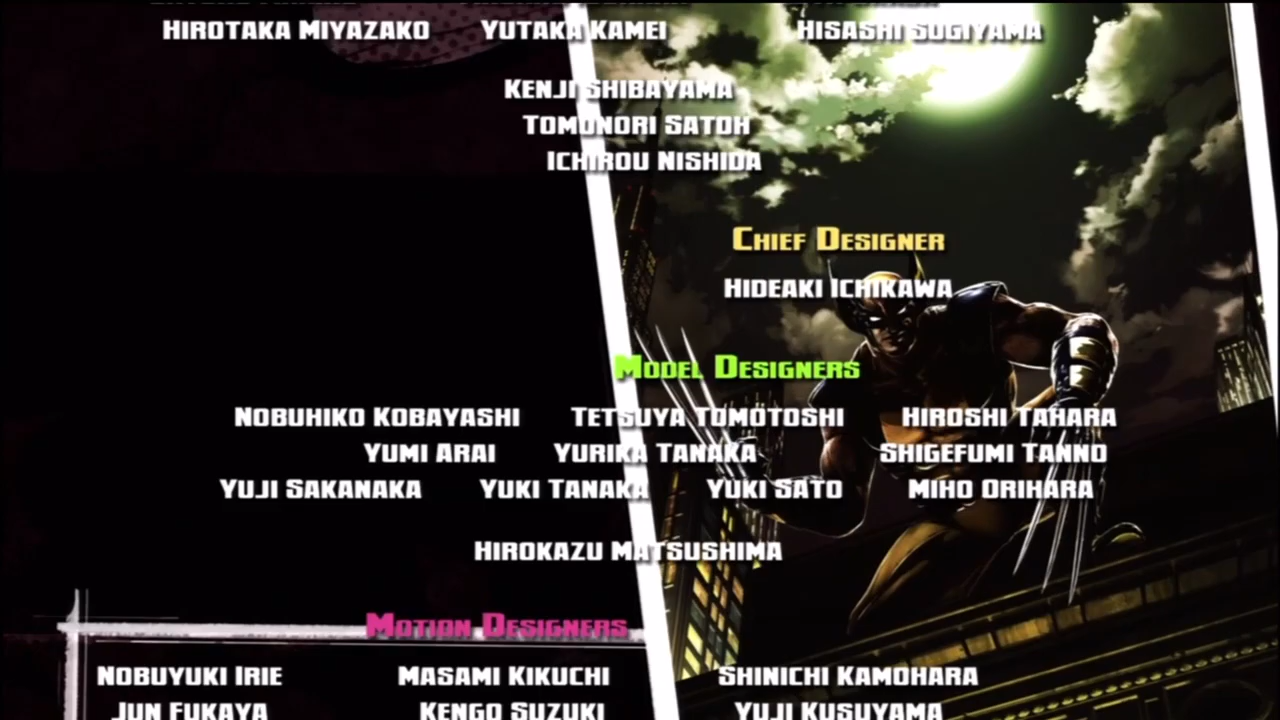 HIROTAKA MIYAZAKO YUTAKA KAMEI HISASHI SUGIYAMA
KENJI SHIBAYAMA
TOMONORI SATOH
ICHIROU NISHIDA
CHIEF DESIGNER
HIDEAKI ICHIKAWA
MODEL DESIGNERS
NOBUHIKO KOBAYASHI TETSUYA TOMOTOSHI HIROSHI TAHARA
YUMI ARAI YURIKA TANAKA SHIGEFUMI TANNO
YUJI SAKANAKA YUKI TANAKA YUKI SATO MIHO ORIHARA
HIROKAZU MATSUSHIMA
MOTION DESIGNERS
NOBUYUKI IRIE MASAMI KIKUCHI SHINICHI KAMOHARA
JUN FUKAYA KENGO SUZUKI YUJI KUSUYAMA